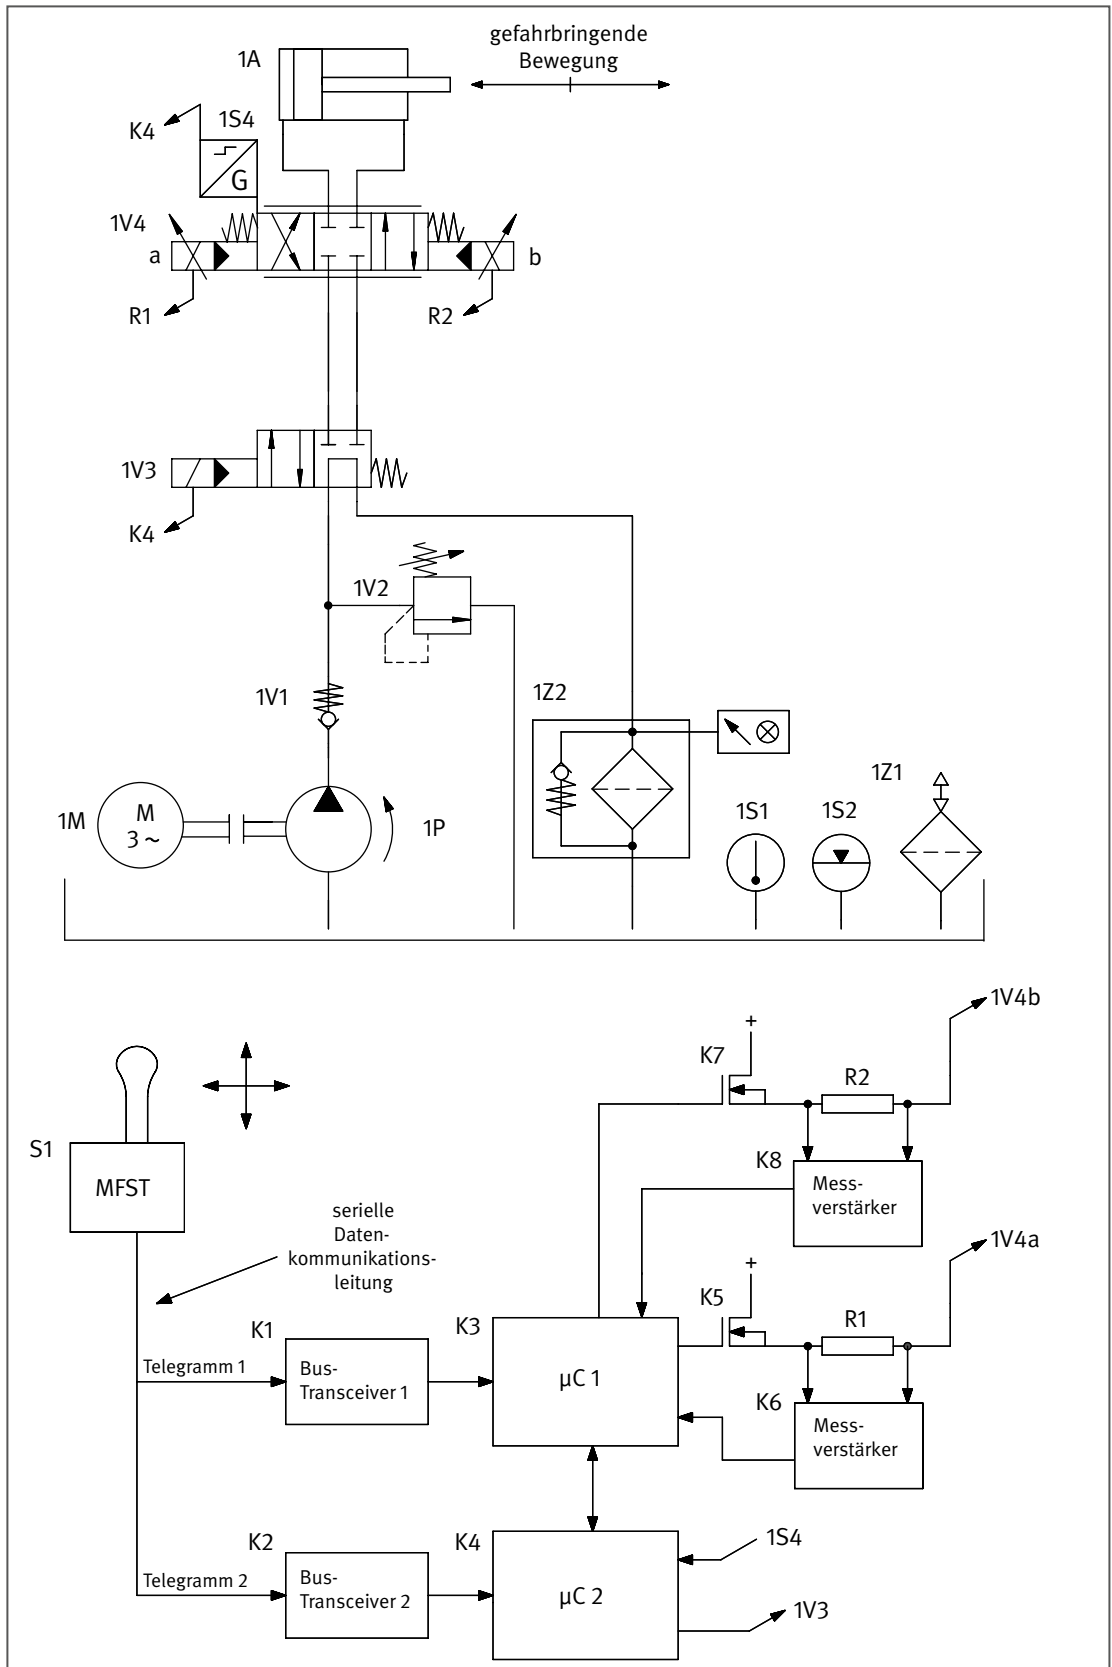 gefahrbringende
Bewegung
1A
K4
1S4
G
1V4
a
b
R1
R2
1V3
K4
1V2
1V1
1Z2
1Z1
1M
M
3 ~
1P
1S1
1S2
1V4b
+
K7
R2
S1
MFST
K8
Mess-
verstärker
serielle
Daten-
kommunikations-
leitung
1V4a
+
K5
R1
K1
K3
Telegramm 1
Bus-
Transceiver 1
µC 1
K6
Mess-
verstärker
K2
K4
1S4
Telegramm 2
Bus-
Transceiver 2
µC 2
1V3